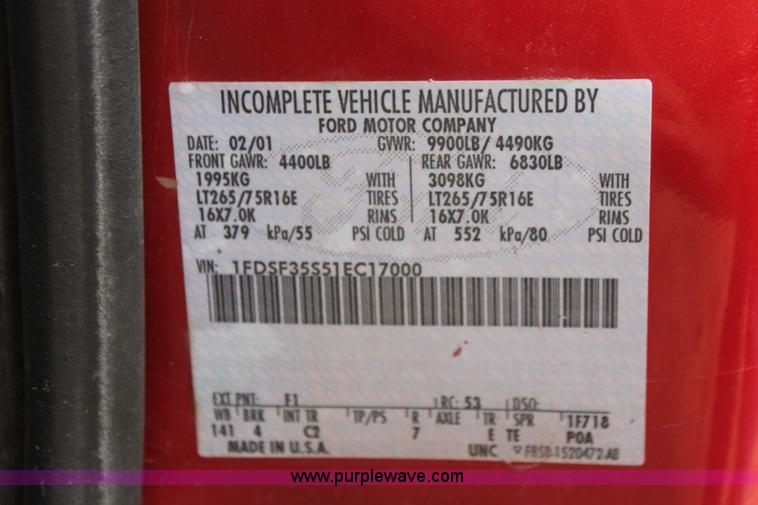 INCOMPLETE VEHICLE MANUFACTURED BY
FORD MOTOR COMPANY
DATE: 02/01 GVWR: 9900LB/ 4490KG
FRONT GAWR: 4400LB REAR GAWR: 6830LB
1995KG WITH 3098KG WITH
LT265/75R16E TIRES LT265/75R16E TIRES
16X7.0K RIMS 16X7.0K RIMS
AT 379 kPa/55 PSI COLD AT 552 kPa/80 PSI COLD
VIN: 1FDSF35S51EC17000
EXT PNT: F1 RC: 53 DSO:
WB BRK INT TR TP/PS R AXLE TR SPR 1F718
141 4 C2 7 E TE POA
MADE IN U.S.A. UNC F85B-1520472-AB
www.purplewave.com